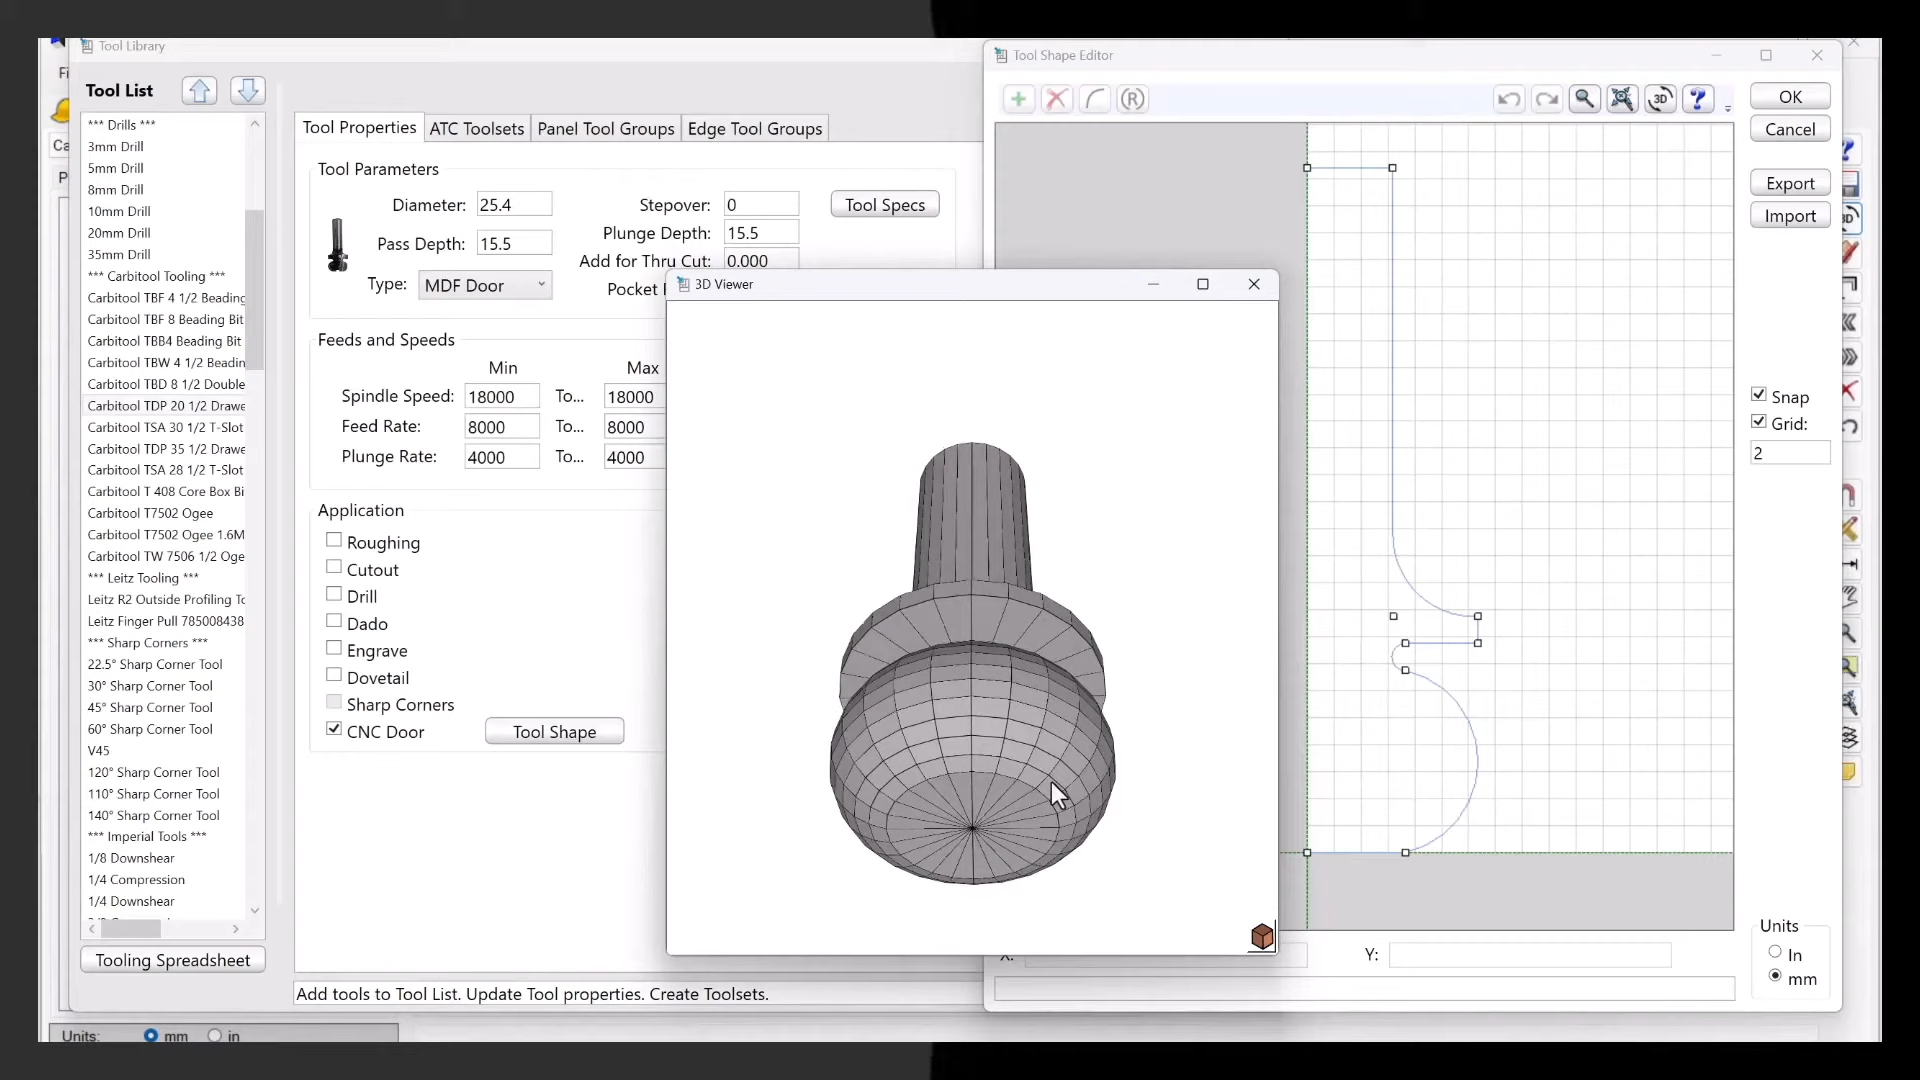 Tool Library
Tool List
*** Drills ***
3mm Drill
5mm Drill
8mm Drill
10mm Drill
20mm Drill
35mm Drill
*** Carbitool Tooling ***
Carbitool TBF 4 1/2 Beading
Carbitool TBF 8 Beading Bit
Carbitool TBB4 Beading Bit
Carbitool TBW 4 1/2 Beading
Carbitool TBD 8 1/2 Double
Carbitool TDP 20 1/2 Drawe
Carbitool TSA 30 1/2 T-Slot
Carbitool TDP 35 1/2 Drawe
Carbitool TSA 28 1/2 T-Slot
Carbitool T 408 Core Box Bi
Carbitool T7502 Ogee
Carbitool T7502 Ogee 1.6M
Carbitool TW 7506 1/2 Oge
*** Leitz Tooling ***
Leitz R2 Outside Profiling To
Leitz Finger Pull 785008438
*** Sharp Corners ***
22.5° Sharp Corner Tool
30° Sharp Corner Tool
45° Sharp Corner Tool
60° Sharp Corner Tool
V45
120° Sharp Corner Tool
110° Sharp Corner Tool
140° Sharp Corner Tool
*** Imperial Tools ***
1/8 Downshear
1/4 Compression
1/4 Downshear
Tooling Spreadsheet
Tool Properties ATC Toolsets Panel Tool Groups Edge Tool Groups
Tool Parameters
Diameter: 25.4 Stepover: 0 Tool Specs
Pass Depth: 15.5 Plunge Depth: 15.5
Add for Thru Cut: 0.000
Type: MDF Door Pocket
Feeds and Speeds
Min Max
Spindle Speed: 18000 To... 18000
Feed Rate: 8000 To... 8000
Plunge Rate: 4000 To... 4000
Application
Roughing
Cutout
Drill
Dado
Engrave
Dovetail
Sharp Corners
CNC Door Tool Shape
Add tools to Tool List. Update Tool properties. Create Toolsets.
Units: mm in
3D Viewer
Tool Shape Editor
(R)
3D
?
OK
Cancel
Export
Import
Snap
Grid:
2
Y:
Units
In
mm